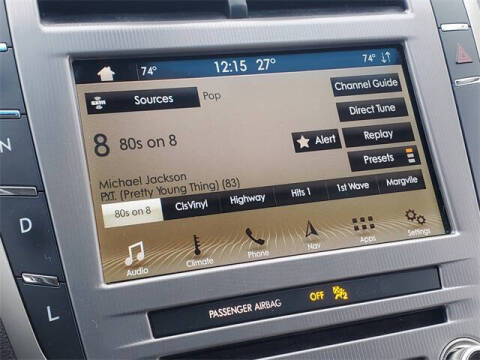 74° 12:15 27° 74°
Sources Pop Channel Guide
Direct Tune
8 80s on 8
Alert Replay
Presets
Michael Jackson
P.Y.T. (Pretty Young Thing) (83)
80s on 8 ClsVinyl Highway Hits 1 1st Wave Margvlle
Audio Climate Phone Nav Apps Settings
N
D
L
PASSENGER AIRBAG OFF